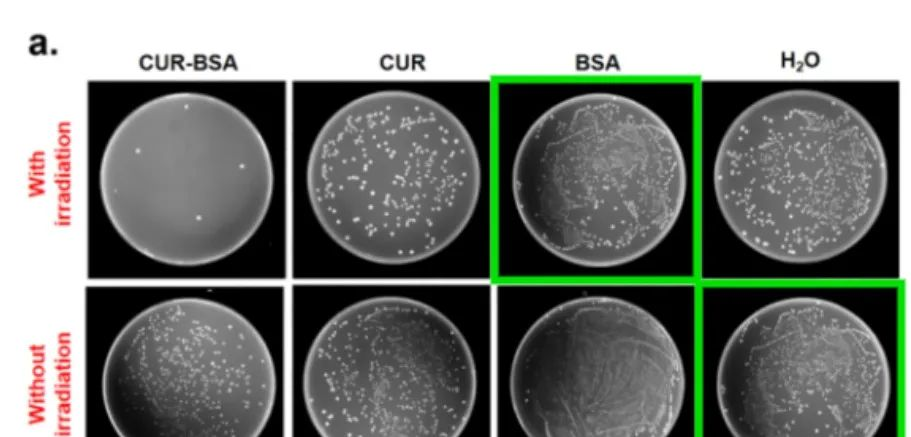 a.
CUR-BSA CUR BSA H₂O
With
irradiation
Without
irradiation